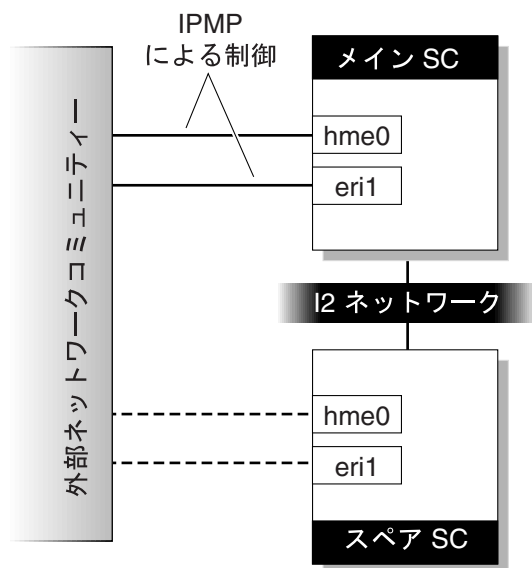 IPMP
による制御
メイン SC
hme0
eri1
外部ネットワークコミュニティー
I2 ネットワーク
hme0
eri1
スペア SC